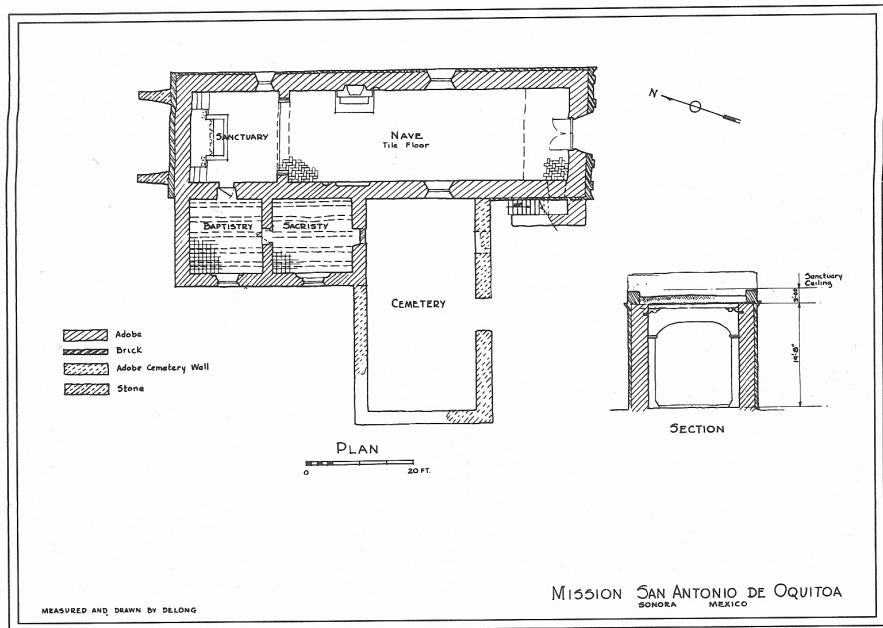 N
SANCTUARY
NAVE
TILE FLOOR
BAPTISTRY
SACRISTY
CEMETERY
Adobe
Brick
Adobe Cemetery Wall
Stone
PLAN
0 20 FT.
Sanctuary
Ceiling
19'-8"
SECTION
MISSION SAN ANTONIO DE OQUITOA
SONORA MEXICO
MEASURED AND DRAWN BY DELONG